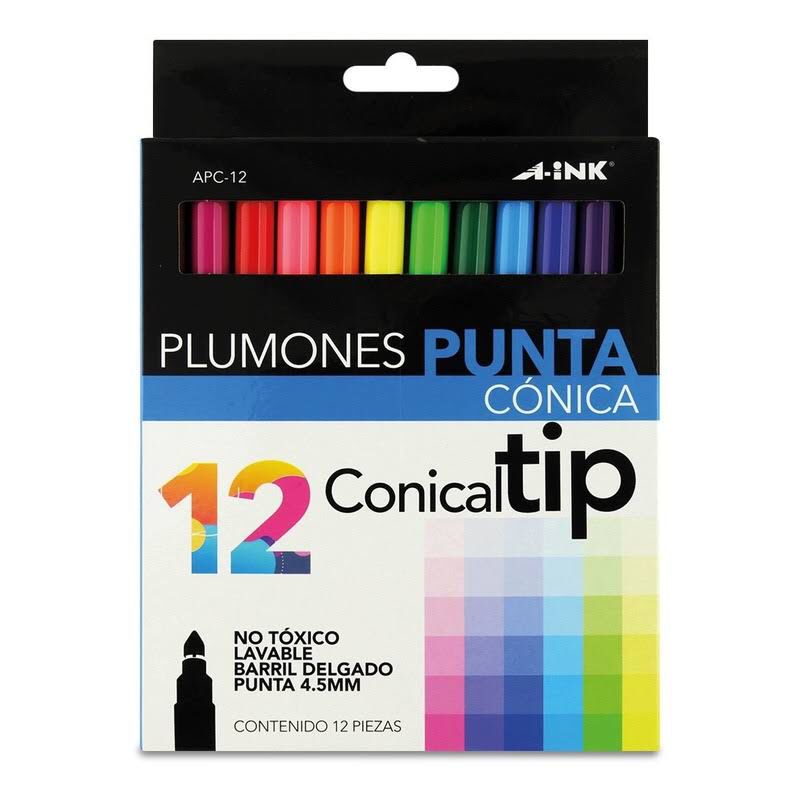 APC-12
A-iNK®
PLUMONES PUNTA
CÓNICA
12 Conicaltip
NO TÓXICO
LAVABLE
BARRIL DELGADO
PUNTA 4.5MM
CONTENIDO 12 PIEZAS